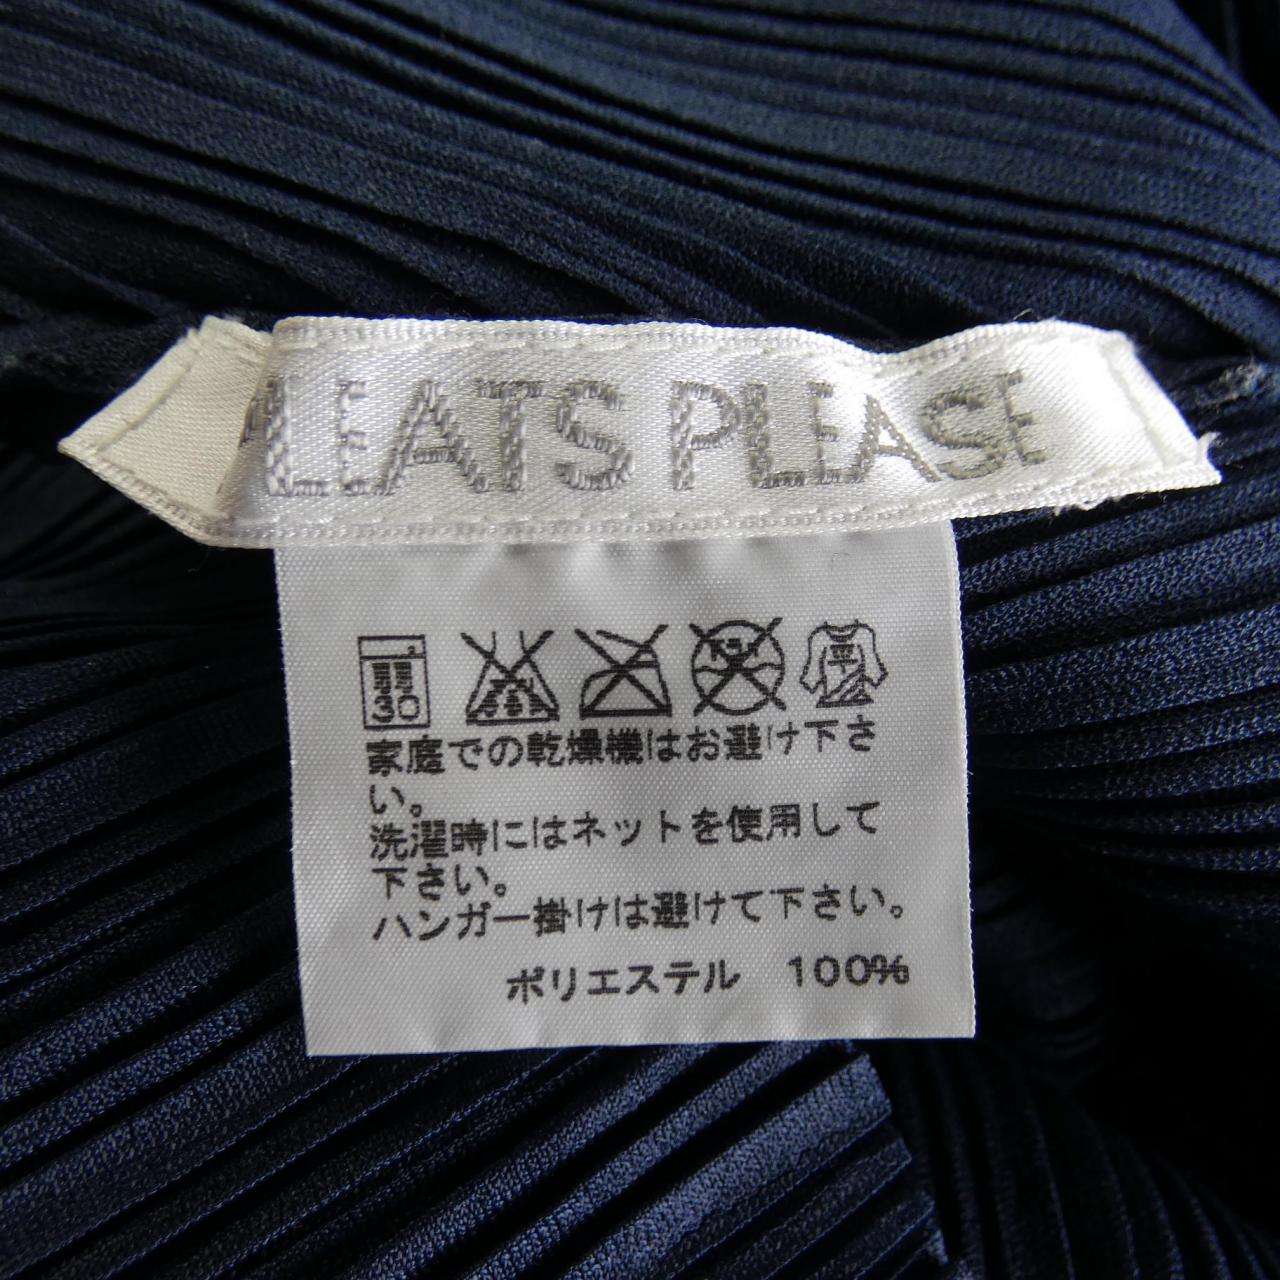 PLEATS PLEASE
30
家庭での乾燥機はお避け下さ
い。
洗濯時にはネットを使用して
下さい。
ハンガー掛けは避けて下さい。
ポリエステル 100%